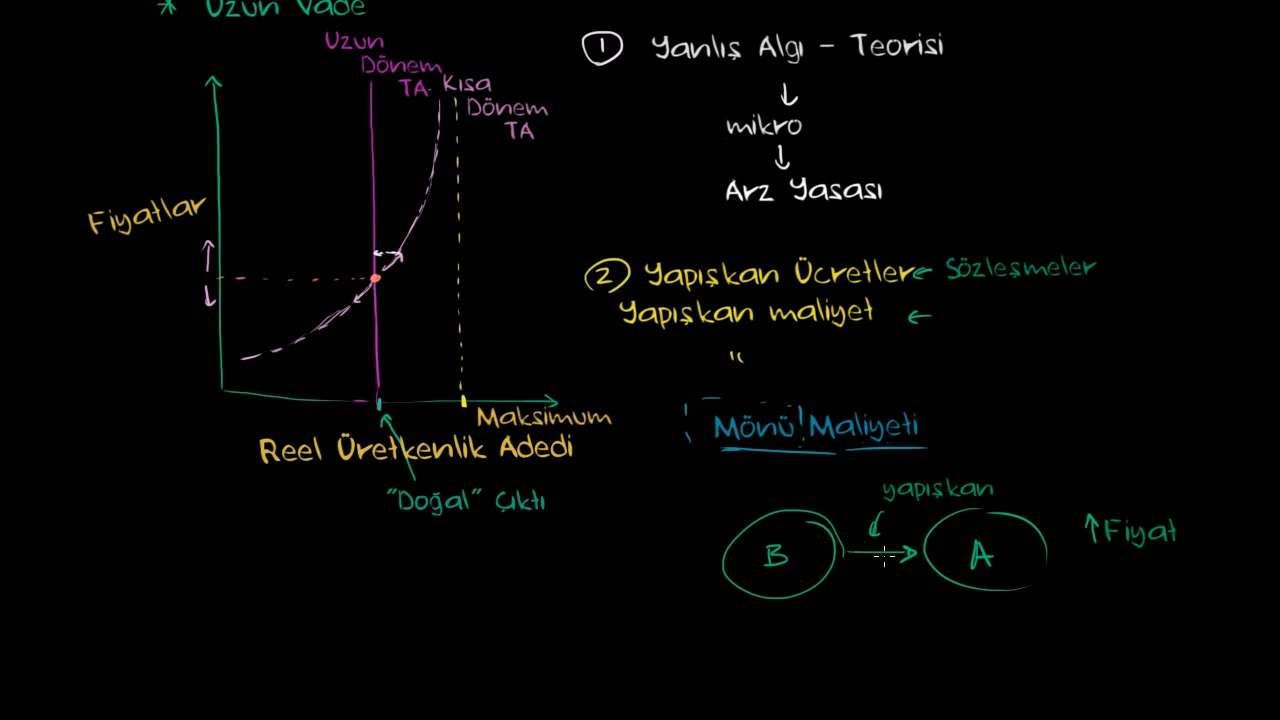 * Uzun Vade
Uzun
Dönem
TA
Kısa
Dönem
TA
Fiyatlar
Maksimum
Reel Üretkenlik Adedi
"Doğal" Çıktı
1 Yanlış Algı - Teorisi
mikro
Arz Yasası
2 Yapışkan Ücretler ← Sözleşmeler
Yapışkan maliyet ←
"
Mönü! Maliyeti
yapışkan
B → A
↑ Fiyat